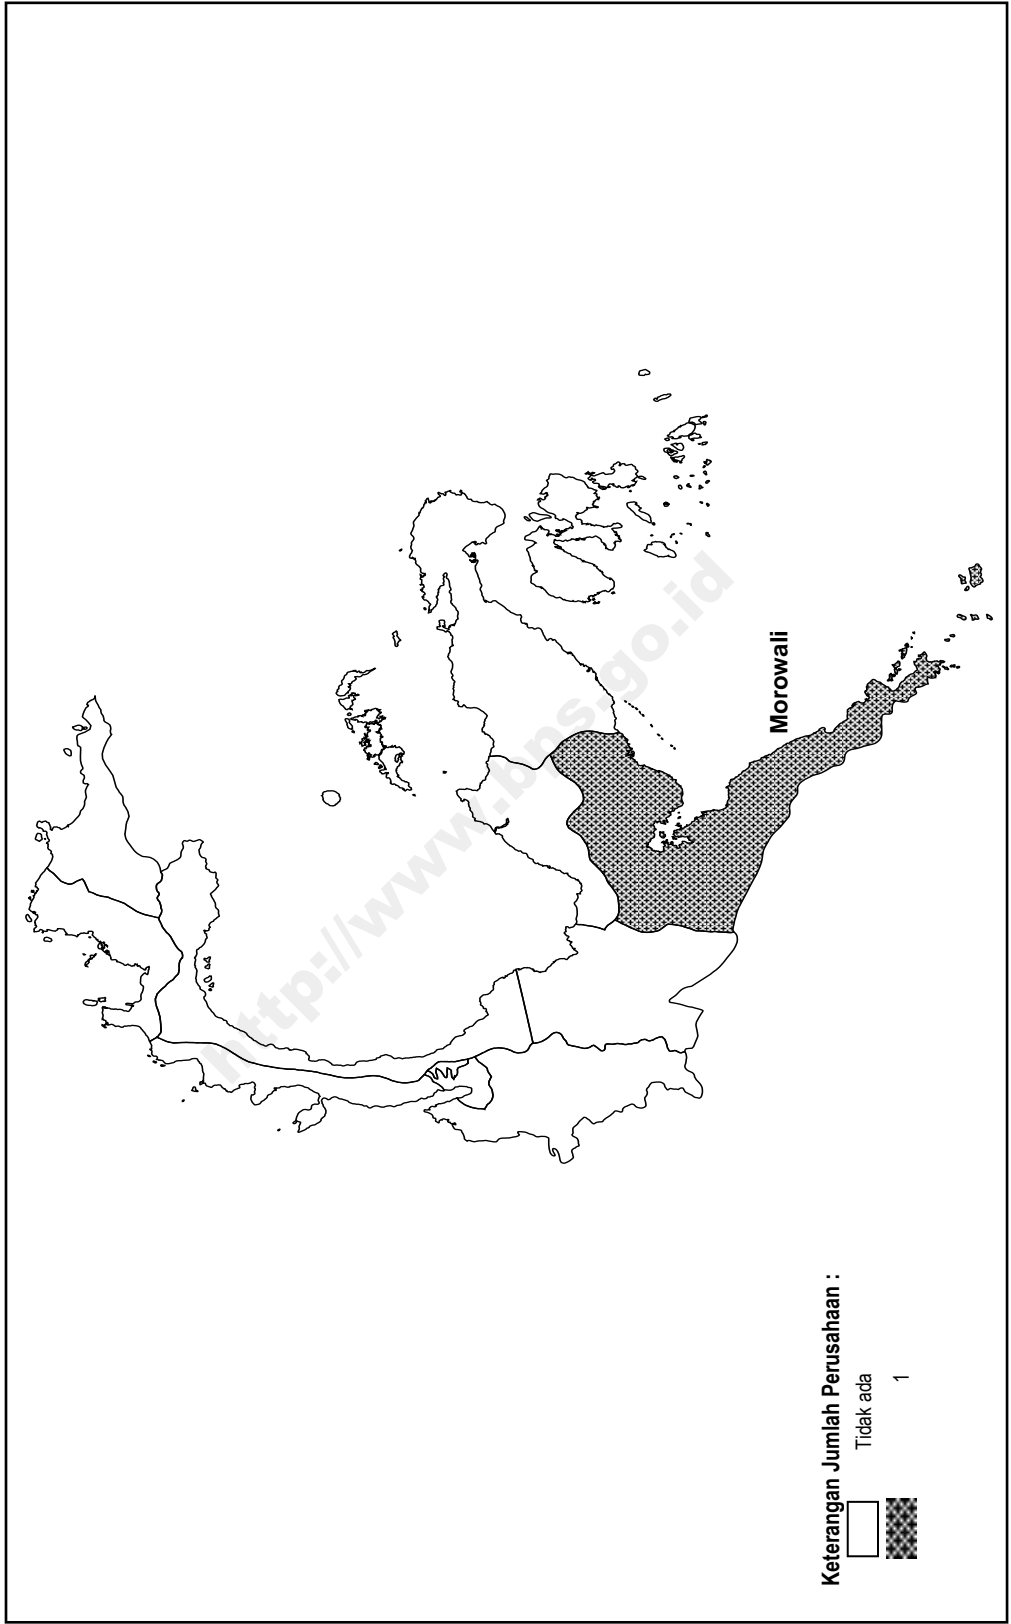 Morowali
http://www.bps.go.id
Keterangan Jumlah Perusahaan :
Tidak ada
1